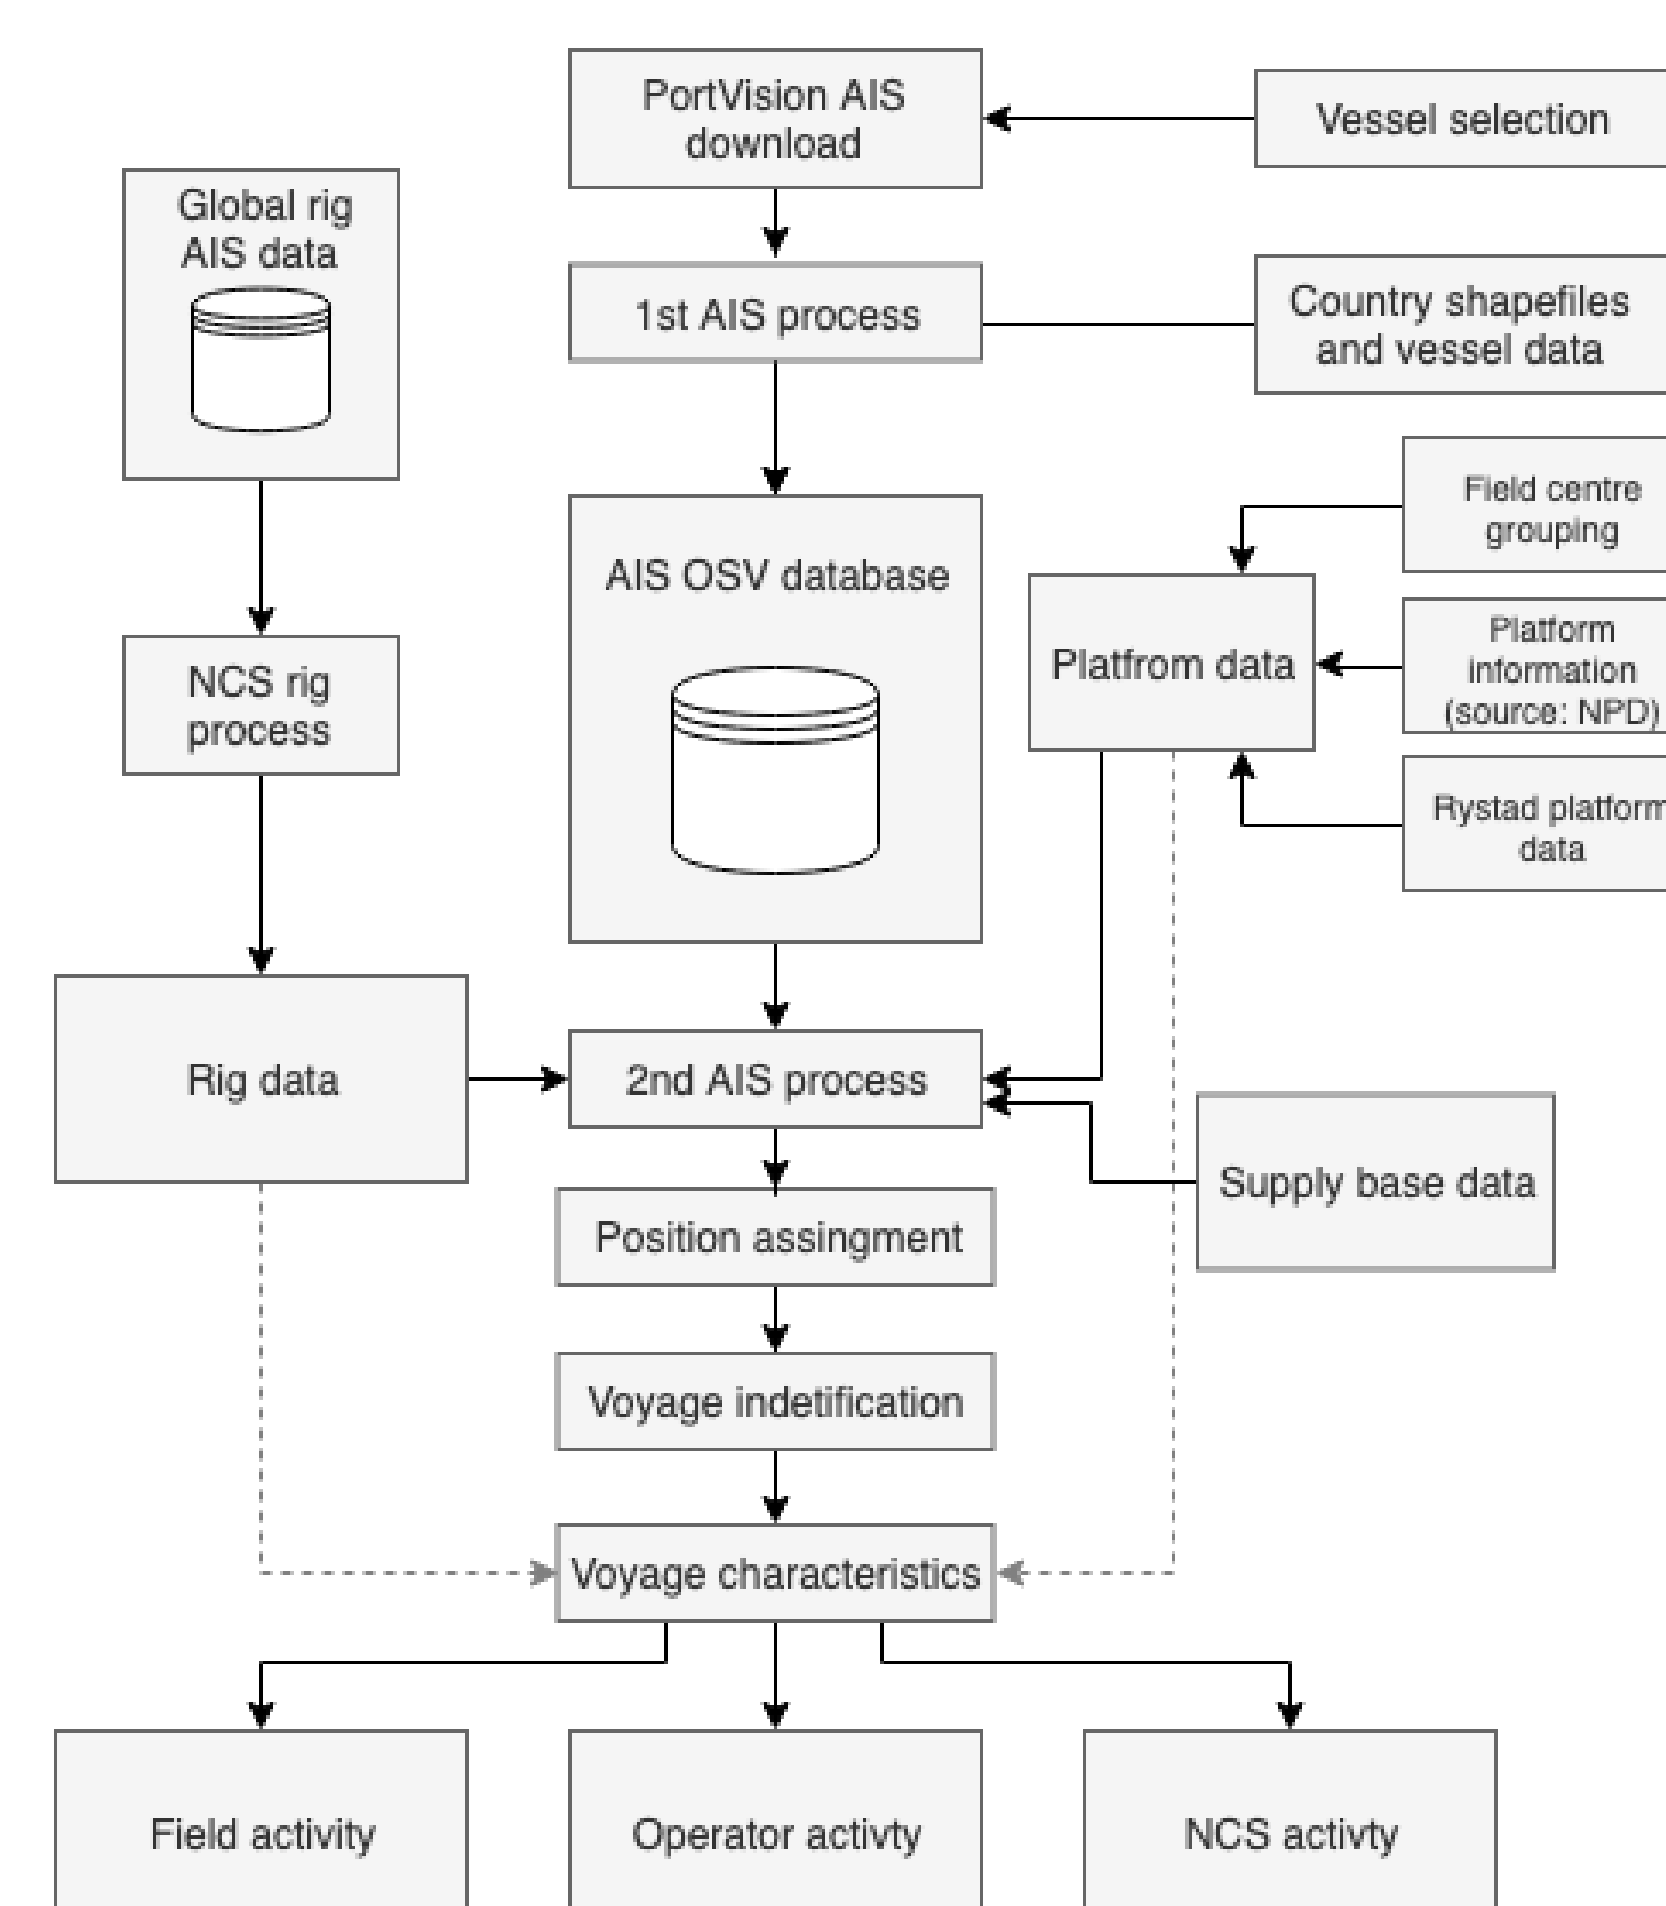 PortVision AIS
download
Vessel selection
Global rig
AIS data
1st AIS process
Country shapefiles
and vessel data
Field centre
grouping
AIS OSV database
Platfrom data
Platform
information
(source: NPD)
NCS rig
process
Rystad platform
data
Rig data
2nd AIS process
Supply base data
Position assingment
Voyage indetification
Voyage characteristics
Field activity
Operator activty
NCS activty